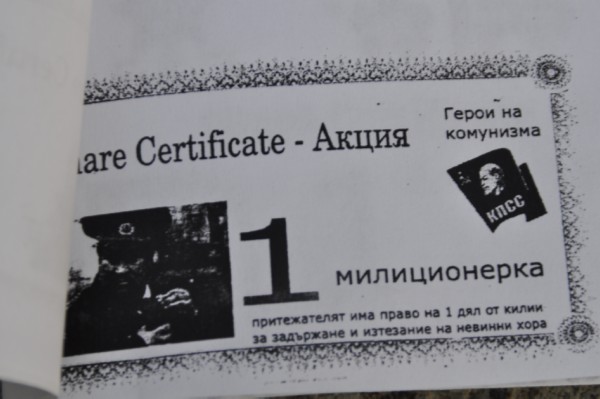 Герои на
комунизма
Share Certificate - Акция
КПСС
1
милиционерка
притежателят има право на 1 дял от килии
за задържане и изтезание на невинни хора